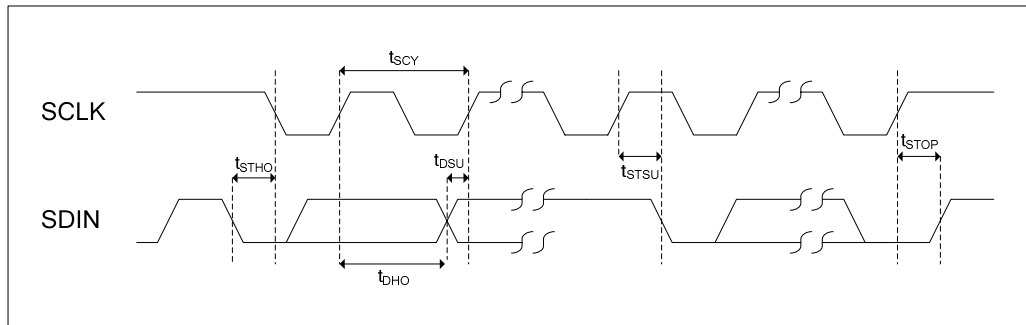 tSCY
SCLK
tSTHO
tDSU
tSTSU
tSTOP
SDIN
tDHO